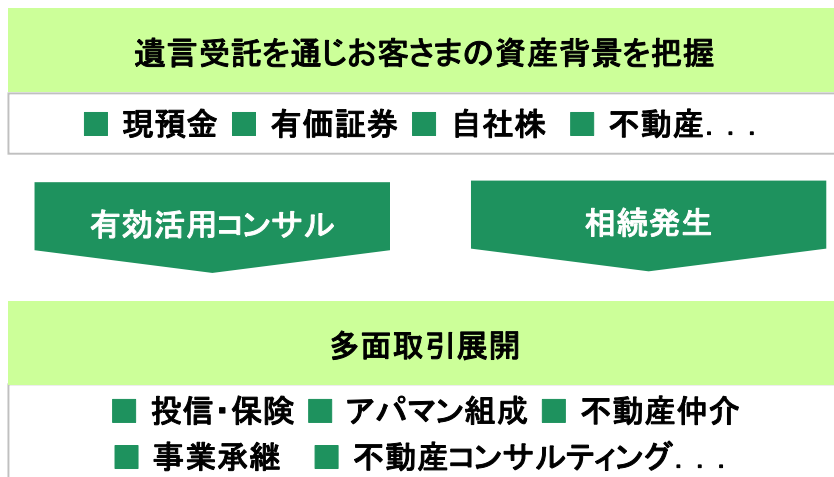 遺言受託を通じお客さまの資産背景を把握
■ 現預金 ■ 有価証券 ■ 自社株 ■ 不動産...
有効活用コンサル
相続発生
多面取引展開
■ 投信・保険 ■ アパマン組成 ■ 不動産仲介
■ 事業承継 ■ 不動産コンサルティング...